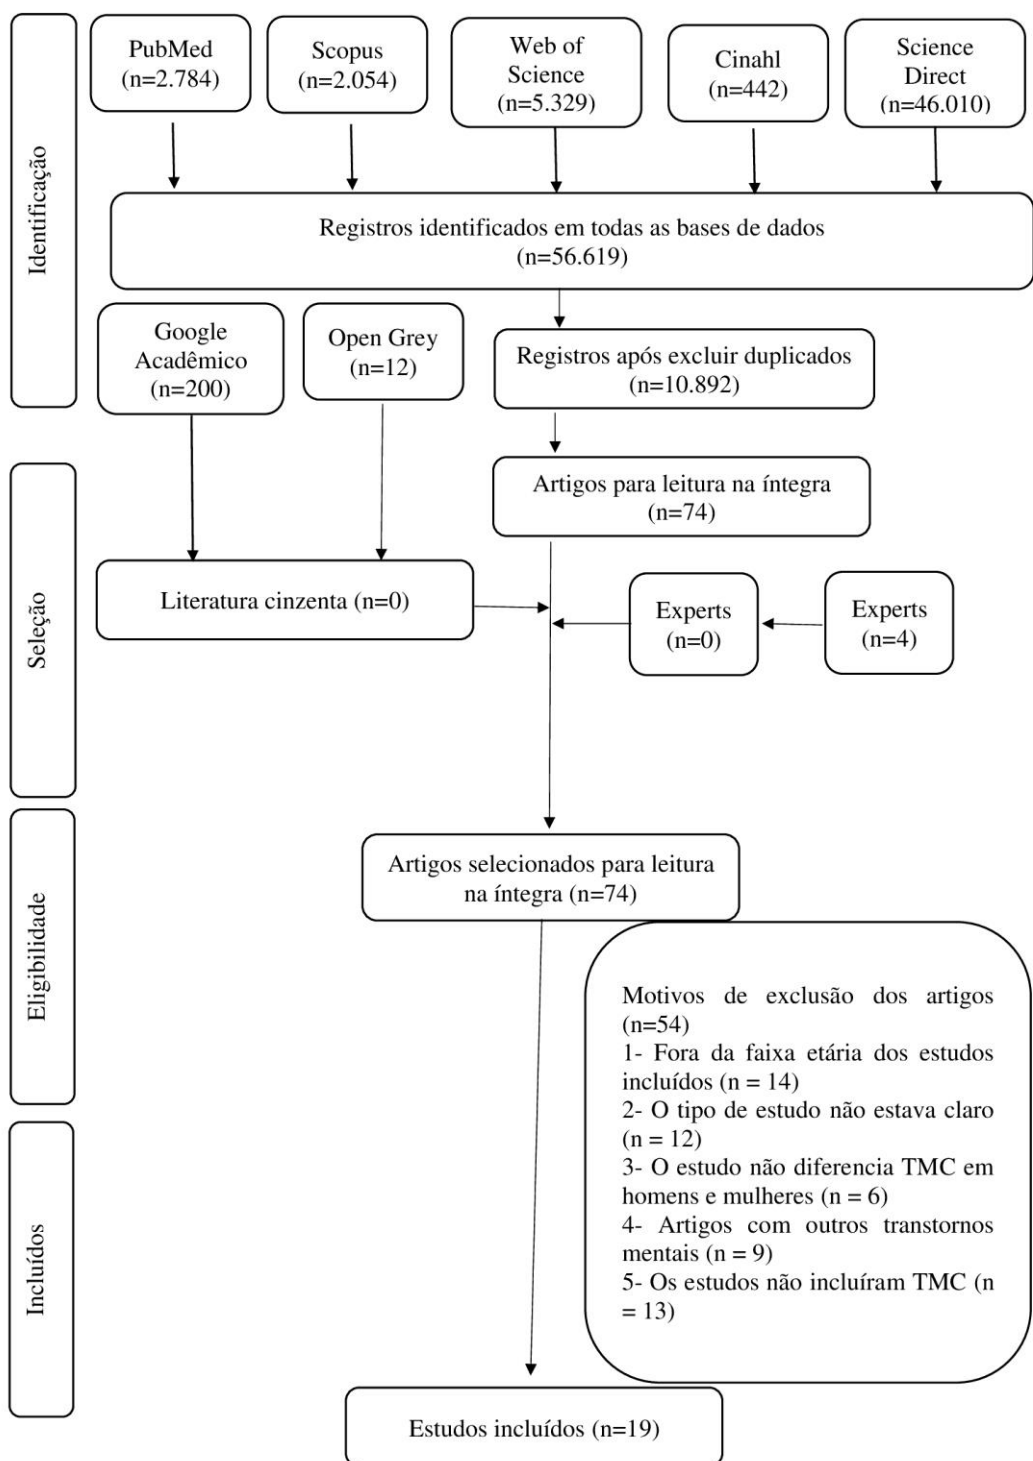 PubMed
(n=2.784)
Scopus
(n=2.054)
Web of
Science
(n=5.329)
Cinahl
(n=442)
Science
Direct
(n=46.010)
Identificação
Registros identificados em todas as bases de dados
(n=56.619)
Google
Acadêmico
(n=200)
Open Grey
(n=12)
Registros após excluir duplicados
(n=10.892)
Seleção
Artigos para leitura na íntegra
(n=74)
Literatura cinzenta (n=0)
Experts
(n=0)
Experts
(n=4)
Eligibilidade
Artigos selecionados para leitura
na íntegra (n=74)
Motivos de exclusão dos artigos
(n=54)
1- Fora da faixa etária dos estudos
incluídos (n = 14)
2- O tipo de estudo não estava claro
(n = 12)
3- O estudo não diferencia TMC em
homens e mulheres (n = 6)
4- Artigos com outros transtornos
mentais (n = 9)
5- Os estudos não incluíram TMC (n
= 13)
Incluídos
Estudos incluídos (n=19)